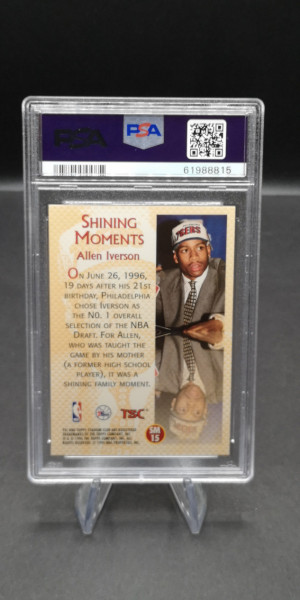 PSA
PSA
61988815
SHINING
MOMENTS
Allen Iverson
ON JUNE 26, 1996,
19 DAYS AFTER HIS 21ST
BIRTHDAY, PHILADELPHIA
CHOSE IVERSON AS
THE NO. 1 OVERALL
SELECTION OF THE NBA
DRAFT. FOR ALLEN,
WHO WAS TAUGHT THE
GAME BY HIS MOTHER
(A FORMER HIGH SCHOOL
PLAYER), IT WAS A
SHINING FAMILY MOMENT.
TSC
SM
15